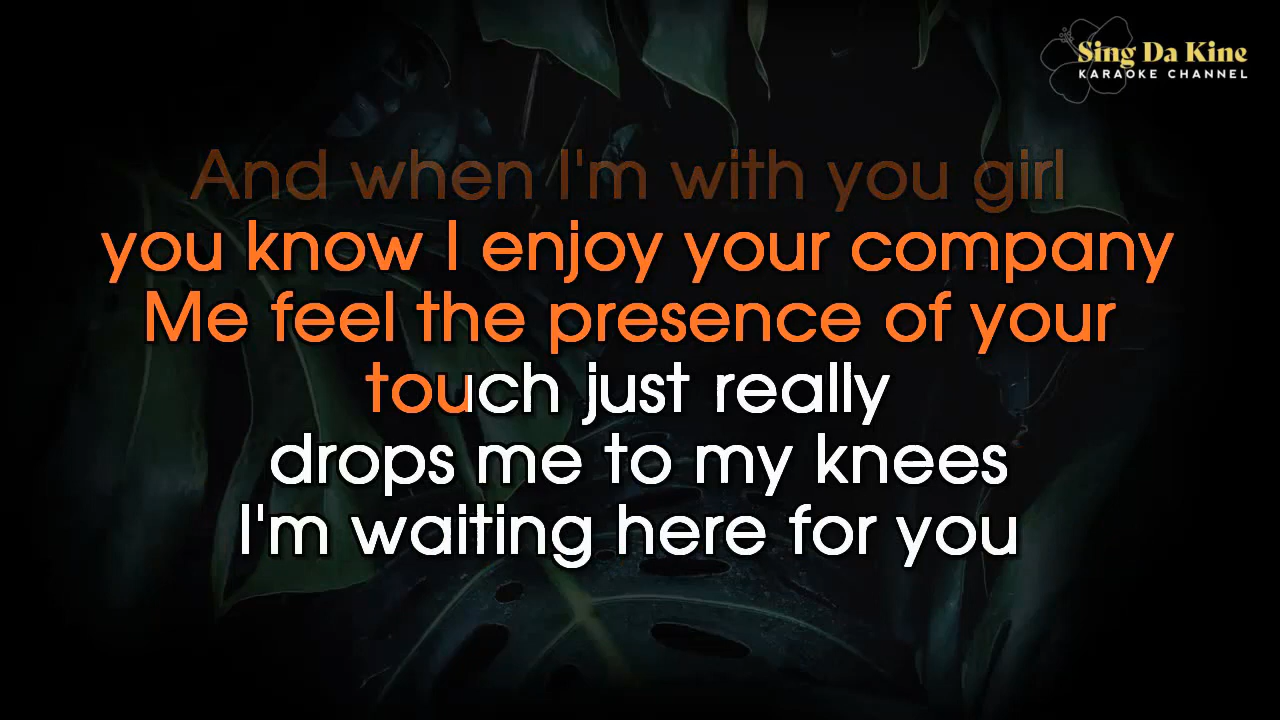 Sing Da Kine
KARAOKE CHANNEL
And when I'm with you girl
you know I enjoy your company
Me feel the presence of your
touch just really
drops me to my knees
I'm waiting here for you